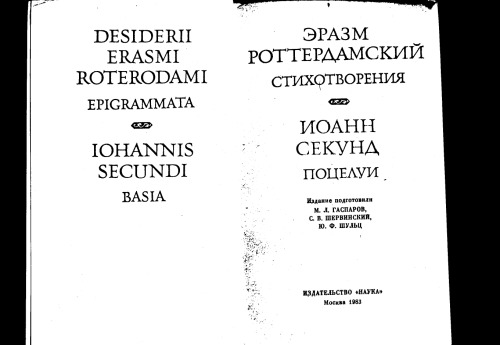 DESIDERII
ERASMI
ROTERODAMI
EPIGRAMMATA
IOHANNIS
SECUNDI
BASIA
ЭРАЗМ
РОТТЕРДАМСКИЙ
СТИХОТВОРЕНИЯ
ИОАНН
СЕКУНД
ПОЦЕЛУИ
Издание подготовили
М. Л. ГАСПАРОВ,
С. В. ШЕРВИНСКИЙ,
Ю. Ф. ШУЛЬЦ
ИЗДАТЕЛЬСТВО «НАУКА»
Москва 1983